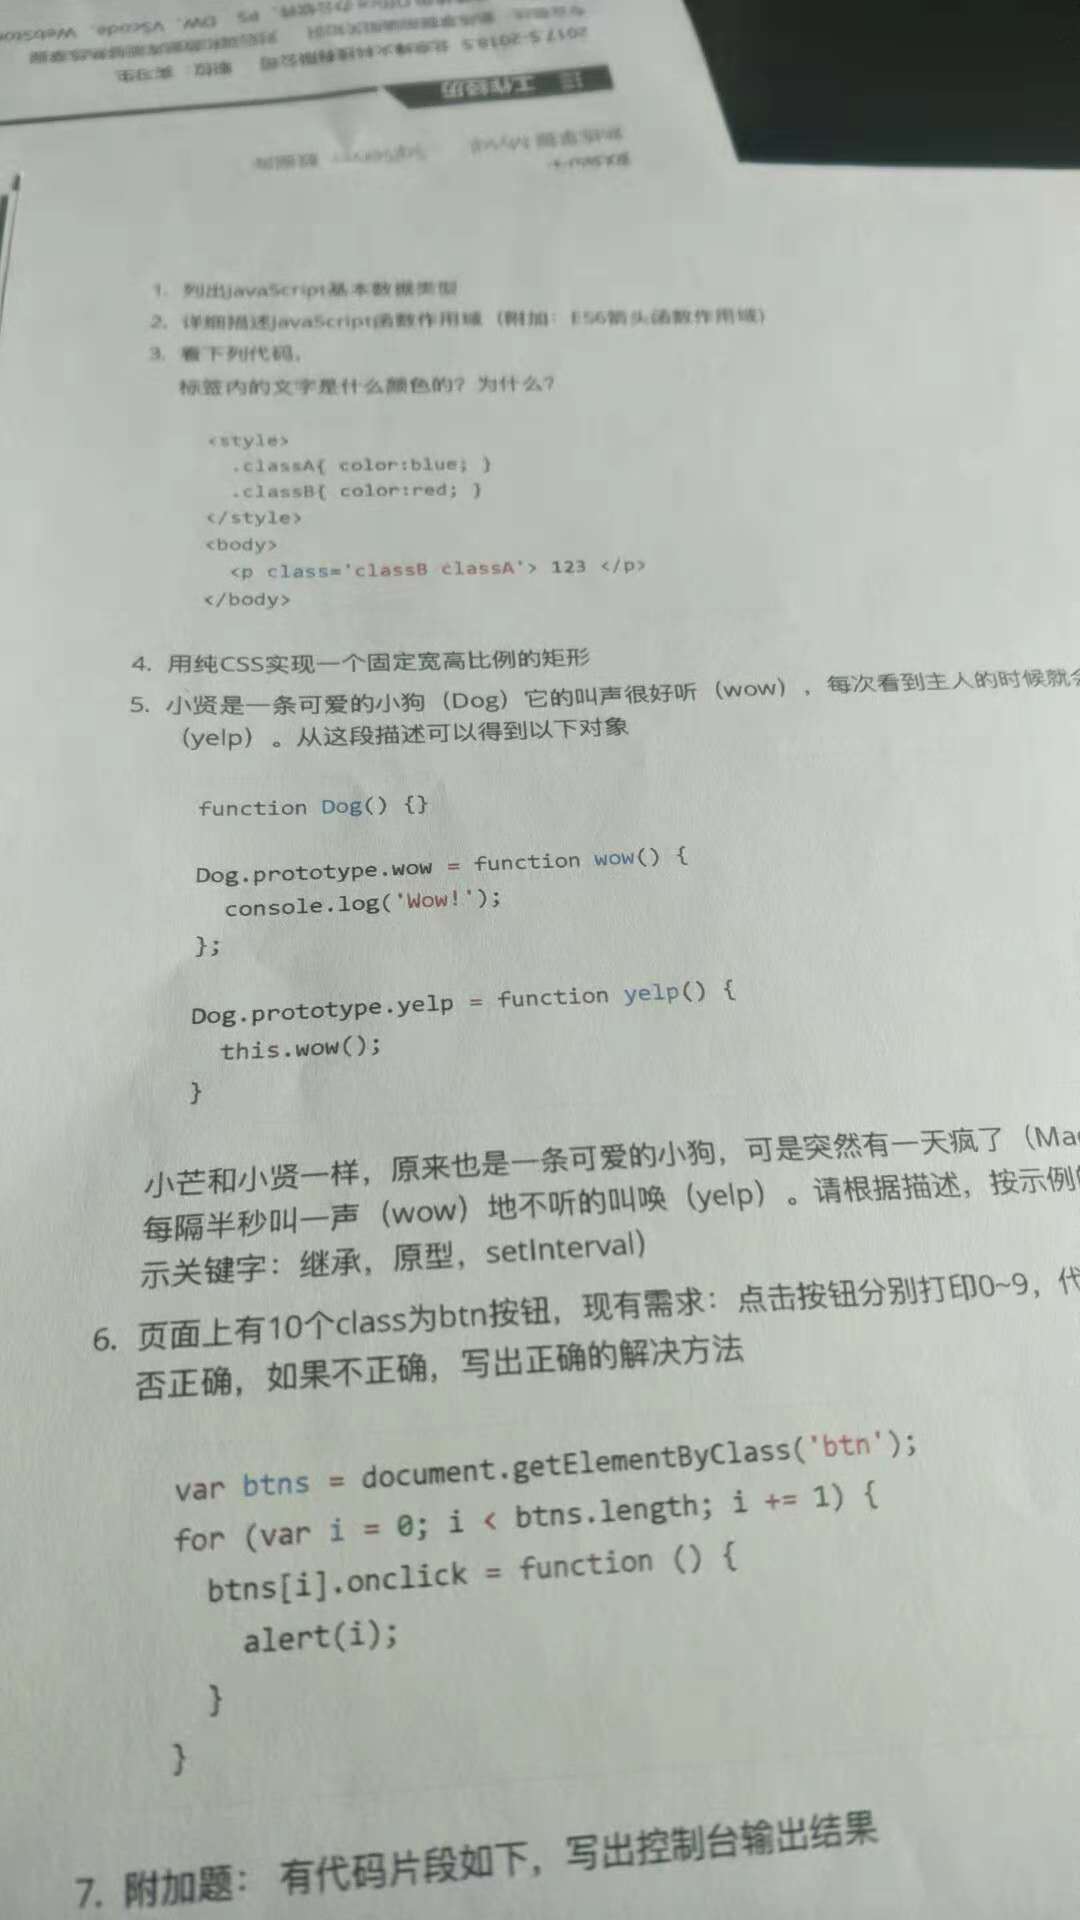 1. 列出JavaScript基本数据类型
2. 详细描述JavaScript函数作用域（附加：ES6箭头函数作用域）
3. 看下列代码，
标签内的文字是什么颜色的？为什么？
<style>
.classA{ color:blue; }
.classB{ color:red; }
</style>
<body>
<p class='classB classA'> 123 </p>
</body>
4. 用纯CSS实现一个固定宽高比例的矩形
5. 小贤是一条可爱的小狗（Dog）它的叫声很好听（wow），每次看到主人的时候就会
（yelp）。从这段描述可以得到以下对象
function Dog() {}
Dog.prototype.wow = function wow() {
console.log('Wow!');
};
Dog.prototype.yelp = function yelp() {
this.wow();
}
小芒和小贤一样，原来也是一条可爱的小狗，可是突然有一天疯了（Ma
每隔半秒叫一声（wow）地不听的叫唤（yelp）。请根据描述，按示例
示关键字：继承，原型，setInterval)
6. 页面上有10个class为btn按钮，现有需求：点击按钮分别打印0~9，代
否正确，如果不正确，写出正确的解决方法
var btns = document.getElementByClass('btn');
for (var i = 0; i < btns.length; i += 1) {
btns[i].onclick = function () {
alert(i);
}
}
7. 附加题： 有代码片段如下，写出控制台输出结果
工作经历
2017.5-2018.5
职位：实习生